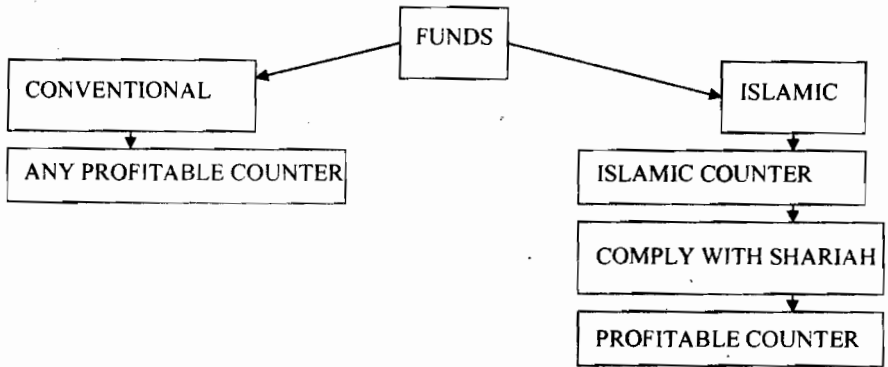 FUNDS
CONVENTIONAL
ISLAMIC
ANY PROFITABLE COUNTER
ISLAMIC COUNTER
COMPLY WITH SHARIAH
PROFITABLE COUNTER